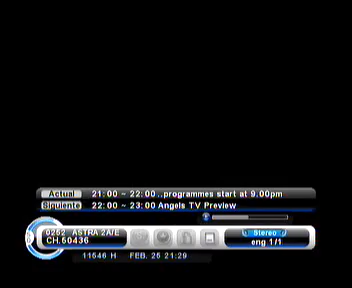 Actual 21:00 ~ 22:00 ..programmes start at 9.00pm
Siguiente 22:00 ~ 23:00 Angels TV Preview
0252 ASTRA 2A/E
CH.50436
Stereo
eng 1/1
11546 H FEB. 25 21:29